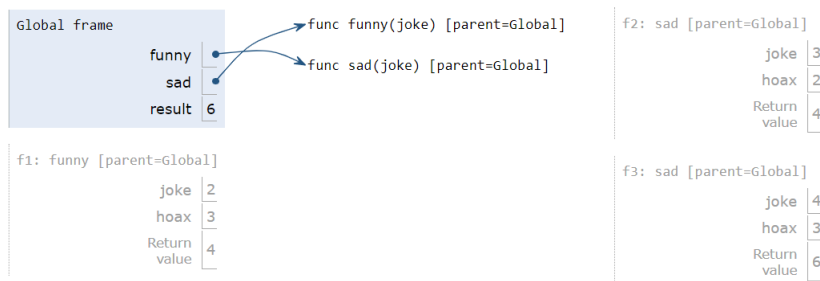 Global frame
funny
sad
result 6
func funny(joke) [parent=Global]
func sad(joke) [parent=Global]
f1: funny [parent=Global]
joke 2
hoax 3
Return
value 4
f2: sad [parent=Global]
joke 3
hoax 2
Return
value 4
f3: sad [parent=Global]
joke 4
hoax 3
Return
value 6